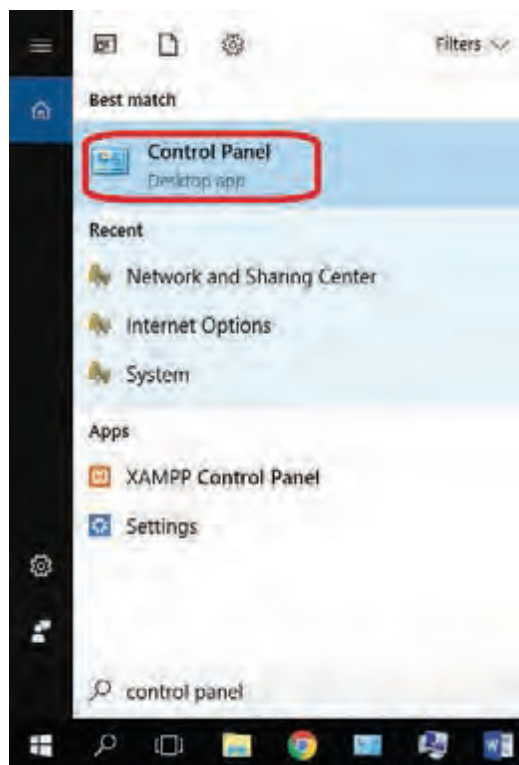 Filters
Best match
Control Panel
Desktop app
Recent
Network and Sharing Center
Internet Options
System
Apps
XAMPP Control Panel
Settings
control panel